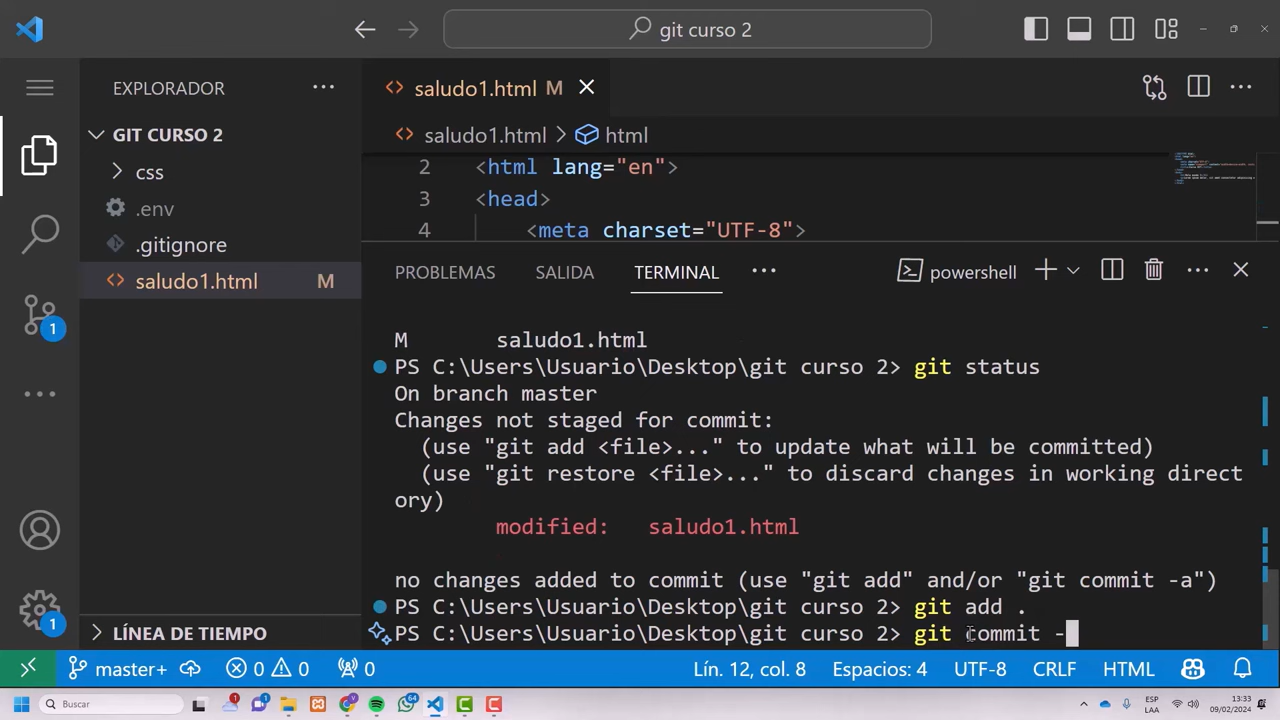 git curso 2
EXPLORADOR
GIT CURSO 2
css
.env
.gitignore
saludo1.html M
LÍNEA DE TIEMPO
saludo1.html M
saludo1.html > html
2 <html lang="en">
3 <head>
4 <meta charset="UTF-8">
PROBLEMAS SALIDA TERMINAL powershell
M saludo1.html
PS C:\Users\Usuario\Desktop\git curso 2> git status
On branch master
Changes not staged for commit:
(use "git add <file>..." to update what will be committed)
(use "git restore <file>..." to discard changes in working direct
ory)
modified: saludo1.html
no changes added to commit (use "git add" and/or "git commit -a")
PS C:\Users\Usuario\Desktop\git curso 2> git add .
PS C:\Users\Usuario\Desktop\git curso 2> git commit -
1
1
master+ 0 0 0 Lín. 12, col. 8 Espacios: 4 UTF-8 CRLF HTML
Buscar 64 ESP 13:33
LAA 09/02/2024